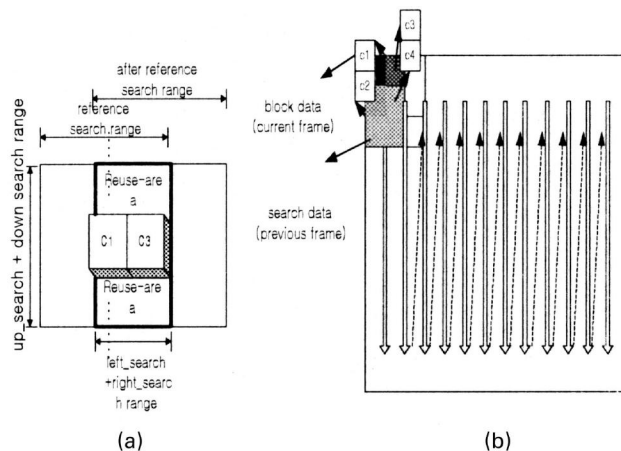 after reference
search range
reference
search range
up_search + down search range
Reuse-are
a
C1
C3
Reuse-are
a
left_search
+right_searc
h range
(a)
c1
c2
c3
c4
block data
(current frame)
search data
(previous frame)
(b)